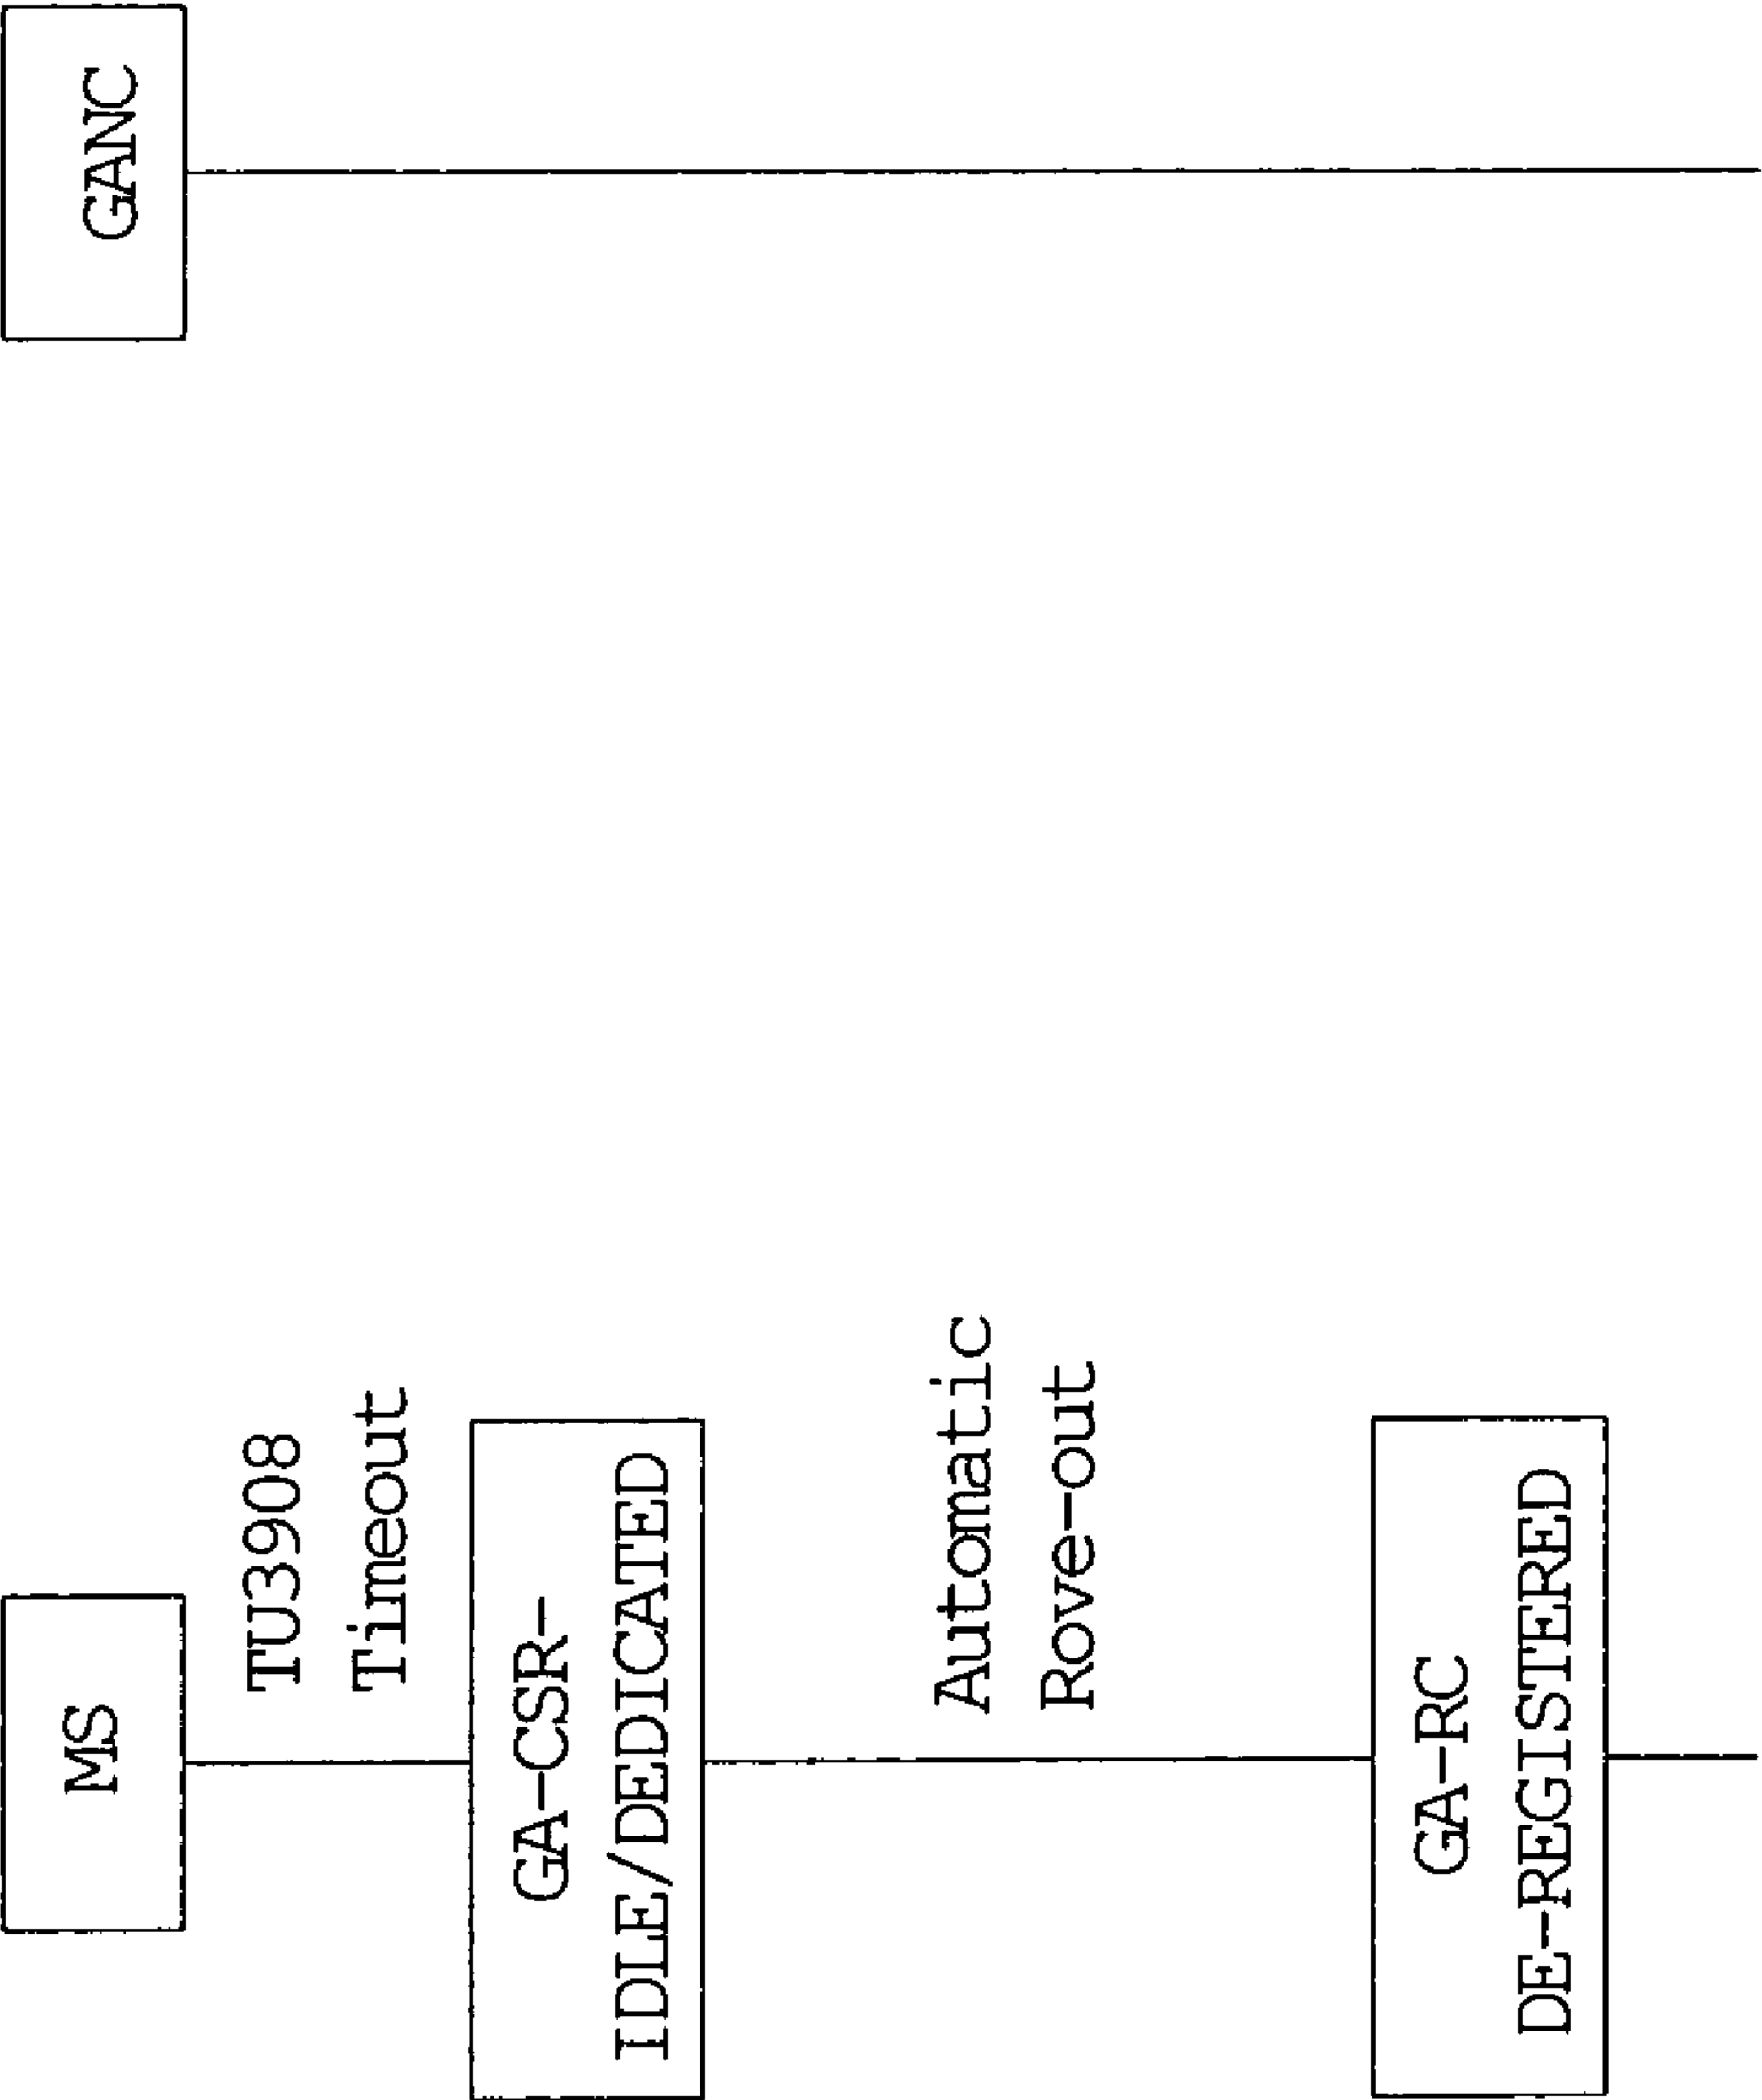 MS
GANC
TU3908
Timeout
GA-CSR-
IDLE/DEDICATED
Automatic
Rove-out
GA-RC
DE-REGISTERED